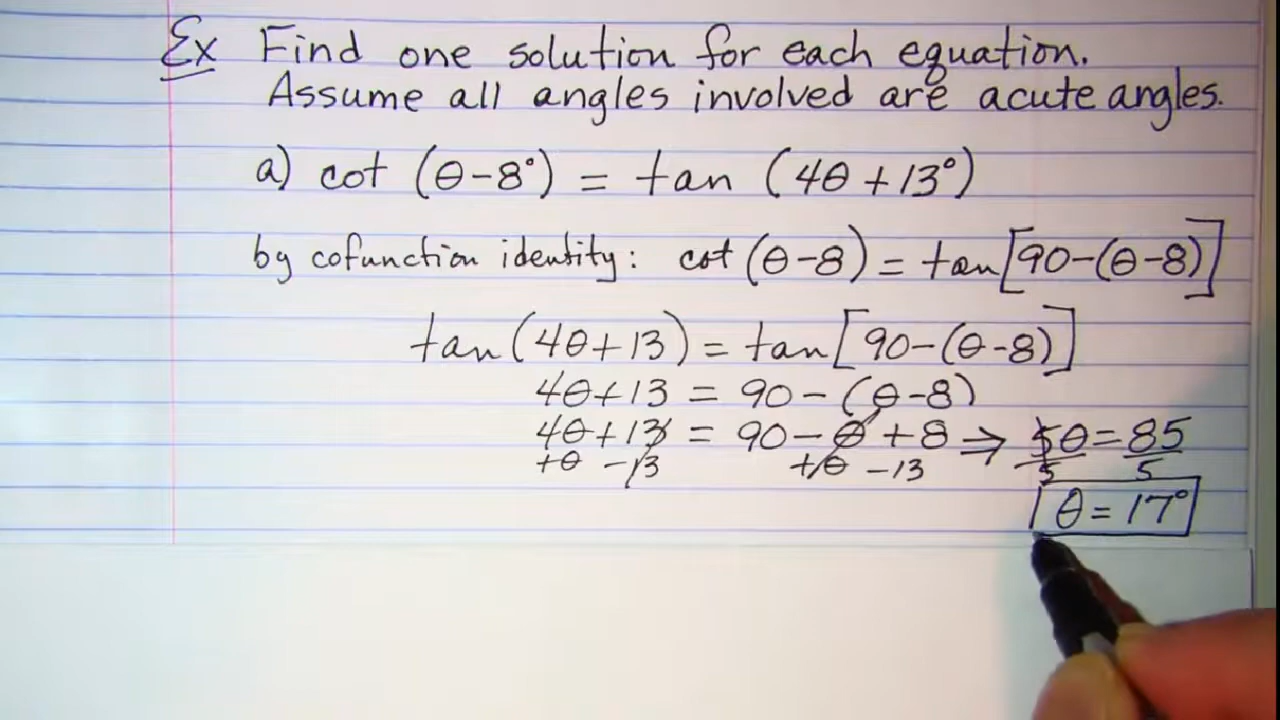 Ex Find one solution for each equation.
Assume all angles involved are acute angles.
a) cot (θ-8°) = tan (4θ+13°)
by cofunction identity: cot (θ-8) = tan[90-(θ-8)]
tan(4θ+13) = tan[90-(θ-8)]
4θ+13 = 90-(θ-8)
4θ+13 = 90-θ+8 ⇒ 5θ=85
+θ -13 +θ -13 5 5
θ=17°